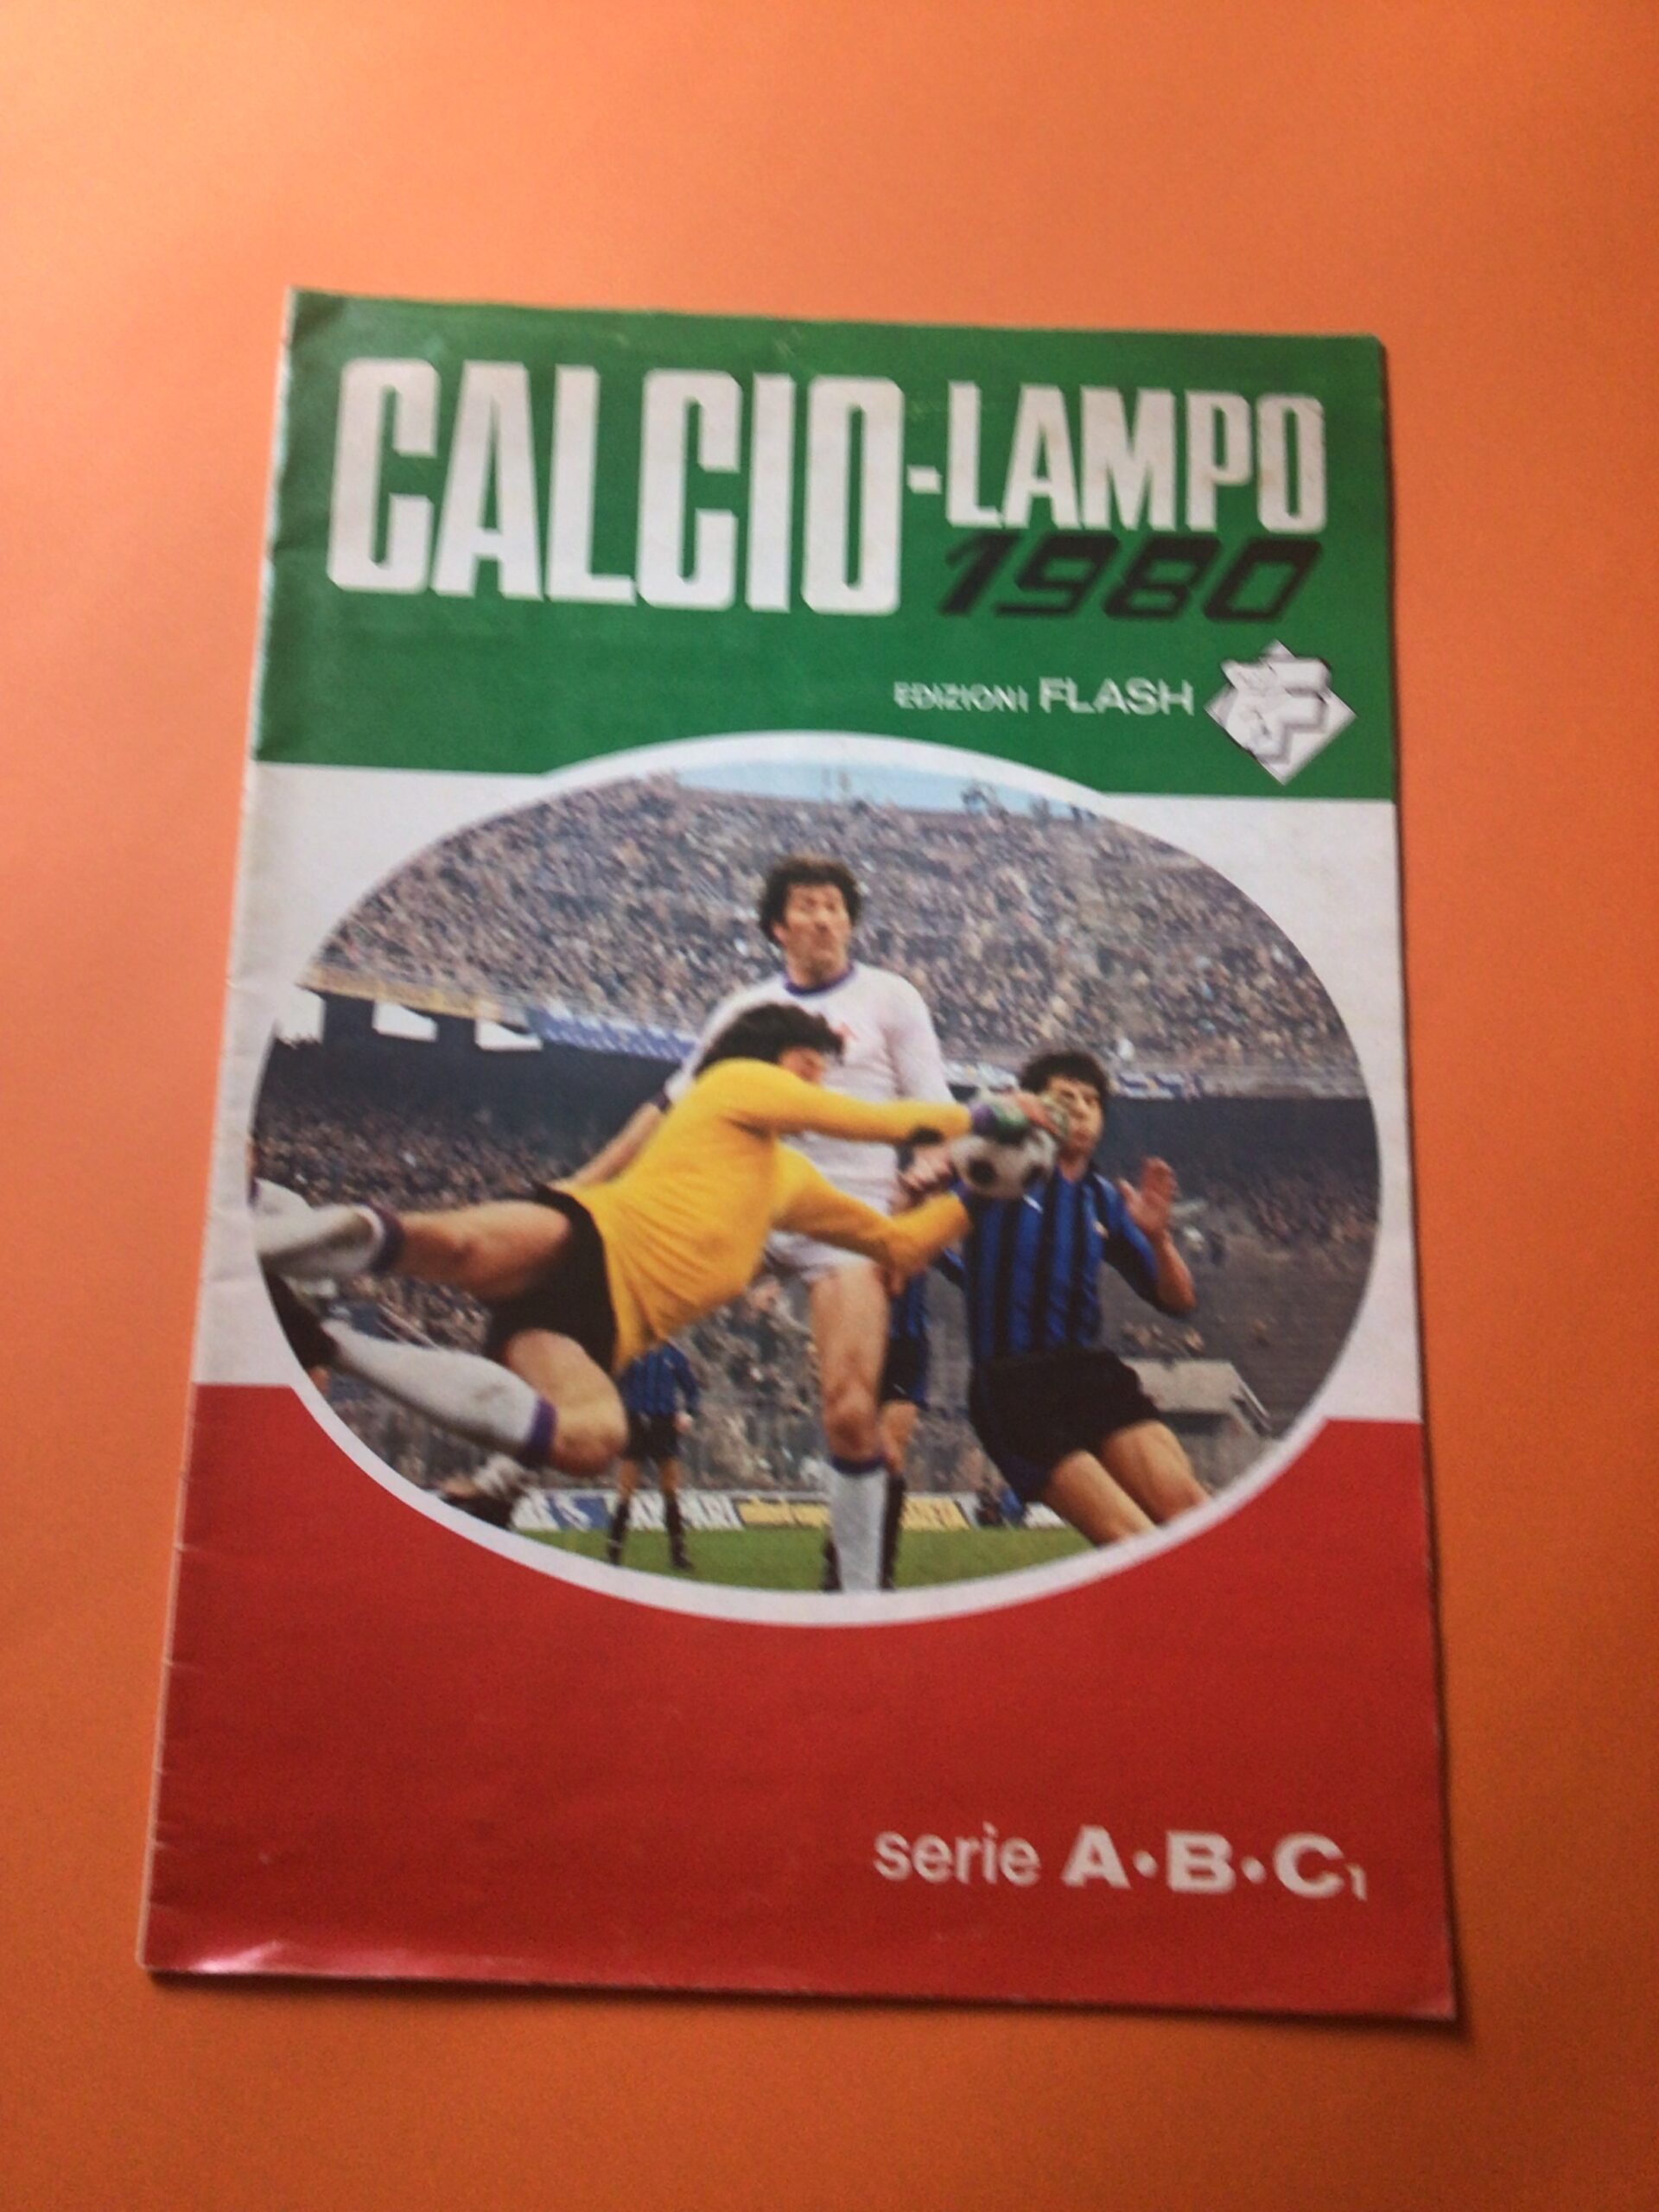 CALCIO-LAMPO
1980
EDIZIONI FLASH F
serie A•B•C1